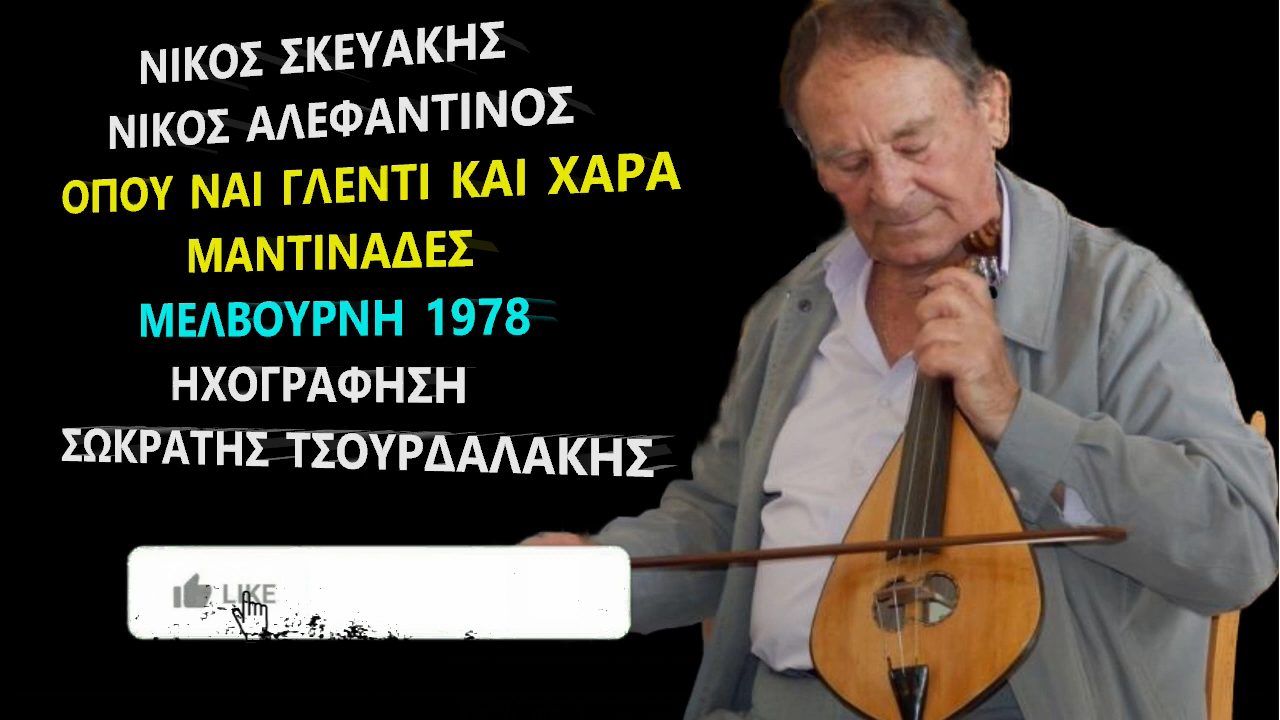 ΝΙΚΟΣ ΣΚΕΥΑΚΗΣ
ΝΙΚΟΣ ΑΛΕΦΑΝΤΙΝΟΣ
ΟΠΟΥ ΝΑΙ ΓΛΕΝΤΙ ΚΑΙ ΧΑΡΑ
ΜΑΝΤΙΝΑΔΕΣ
ΜΕΛΒΟΥΡΝΗ 1978
ΗΧΟΓΡΑΦΗΣΗ
ΣΩΚΡΑΤΗΣ ΤΣΟΥΡΔΑΛΑΚΗΣ
LIKE